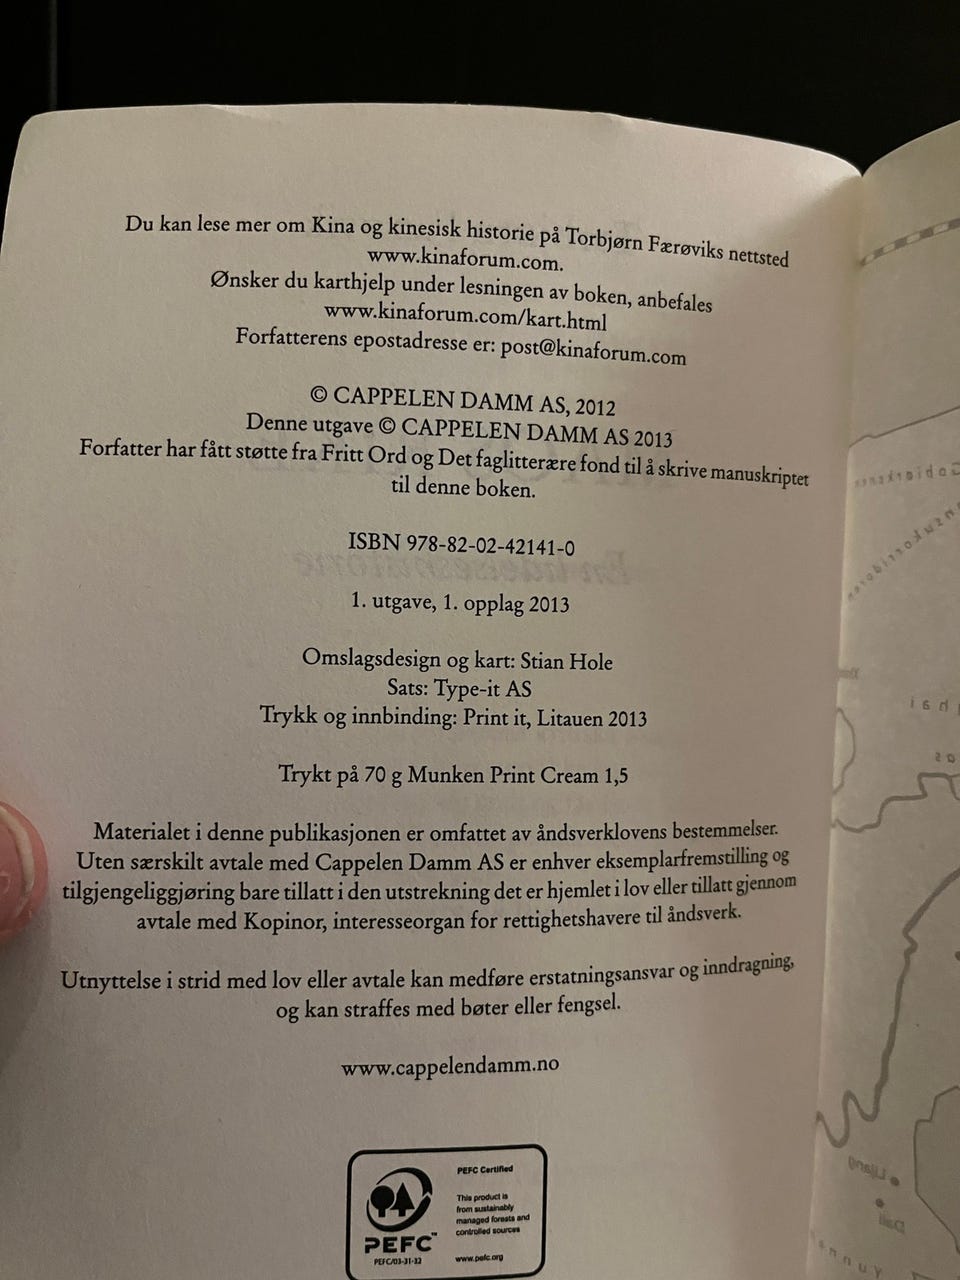 Du kan lese mer om Kina og kinesisk historie på Torbjørn Færøviks nettsted
www.kinaforum.com.
Ønsker du karthjelp under lesningen av boken, anbefales
www.kinaforum.com/kart.html
Forfatterens epostadresse er: post@kinaforum.com
© CAPPELEN DAMM AS, 2012
Denne utgave © CAPPELEN DAMM AS 2013
Forfatter har fått støtte fra Fritt Ord og Det faglitterære fond til å skrive manuskriptet
til denne boken.
ISBN 978-82-02-42141-0
1. utgave, 1. opplag 2013
Omslagsdesign og kart: Stian Hole
Sats: Type-it AS
Trykk og innbinding: Print it, Litauen 2013
Trykt på 70 g Munken Print Cream 1,5
Materialet i denne publikasjonen er omfattet av åndsverklovens bestemmelser.
Uten særskilt avtale med Cappelen Damm AS er enhver eksemplarfremstilling og
tilgjengeliggjøring bare tillatt i den utstrekning det er hjemlet i lov eller tillatt gjennom
avtale med Kopinor, interesseorgan for rettighetshavere til åndsverk.
Utnyttelse i strid med lov eller avtale kan medføre erstatningsansvar og inndragning,
og kan straffes med bøter eller fengsel.
www.cappelendamm.no
PEFC Certified
This product is
from sustainably
managed forests and
controlled sources
www.pefc.org
PEFC™
PEFC/03-31-32
Lijiang
Dali